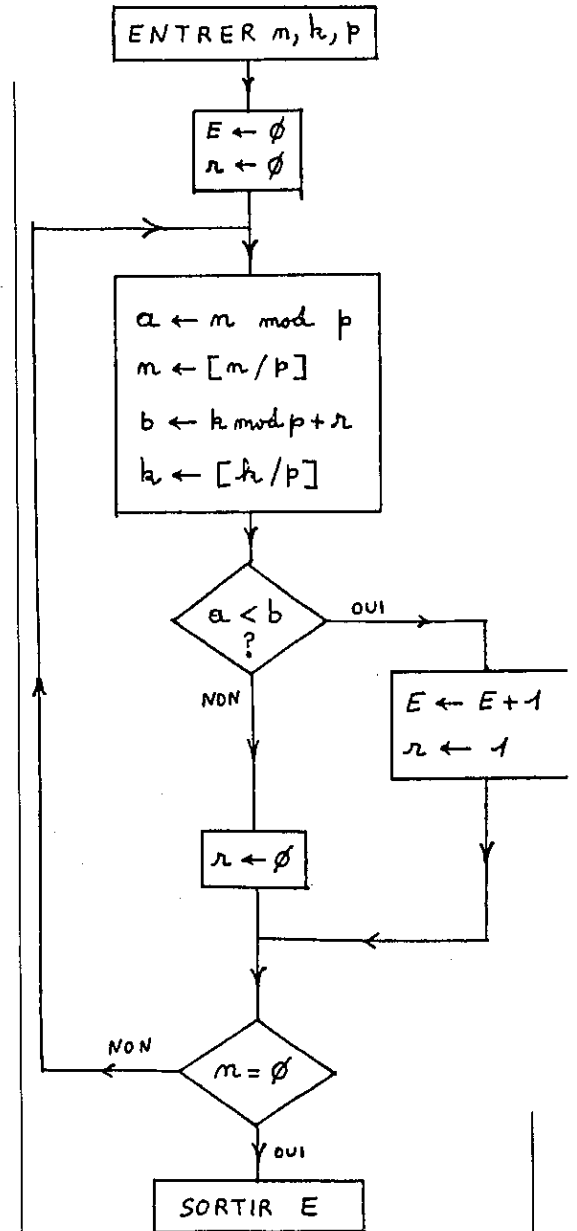 ENTRER n, k, p
E ← ∅
r ← ∅
a ← n mod p
n ← [n/p]
b ← k mod p + r
k ← [k/p]
a < b
?
OUI
NON
E ← E + 1
r ← 1
r ← ∅
NON
n = ∅
OUI
SORTIR E